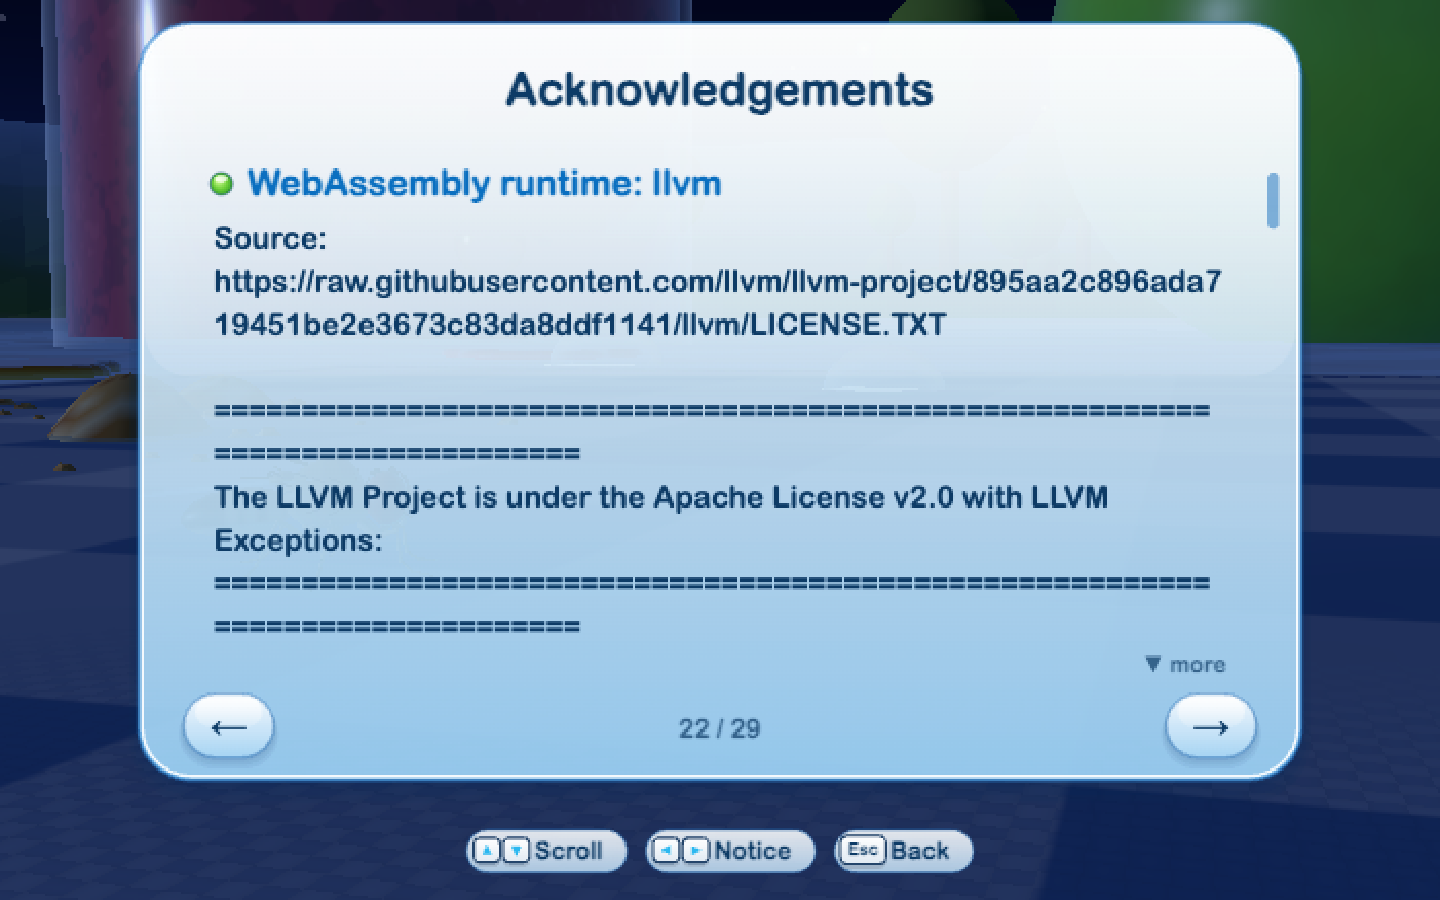 Acknowledgements
WebAssembly runtime: llvm
Source:
https://raw.githubusercontent.com/llvm/llvm-project/895aa2c896ada7
19451be2e3673c83da8ddf1141/llvm/LICENSE.TXT
==========================================================
=====================
The LLVM Project is under the Apache License v2.0 with LLVM
Exceptions:
==========================================================
=====================
▼ more
← 22 / 29 →
▲ ▼ Scroll ◄ ► Notice Esc Back